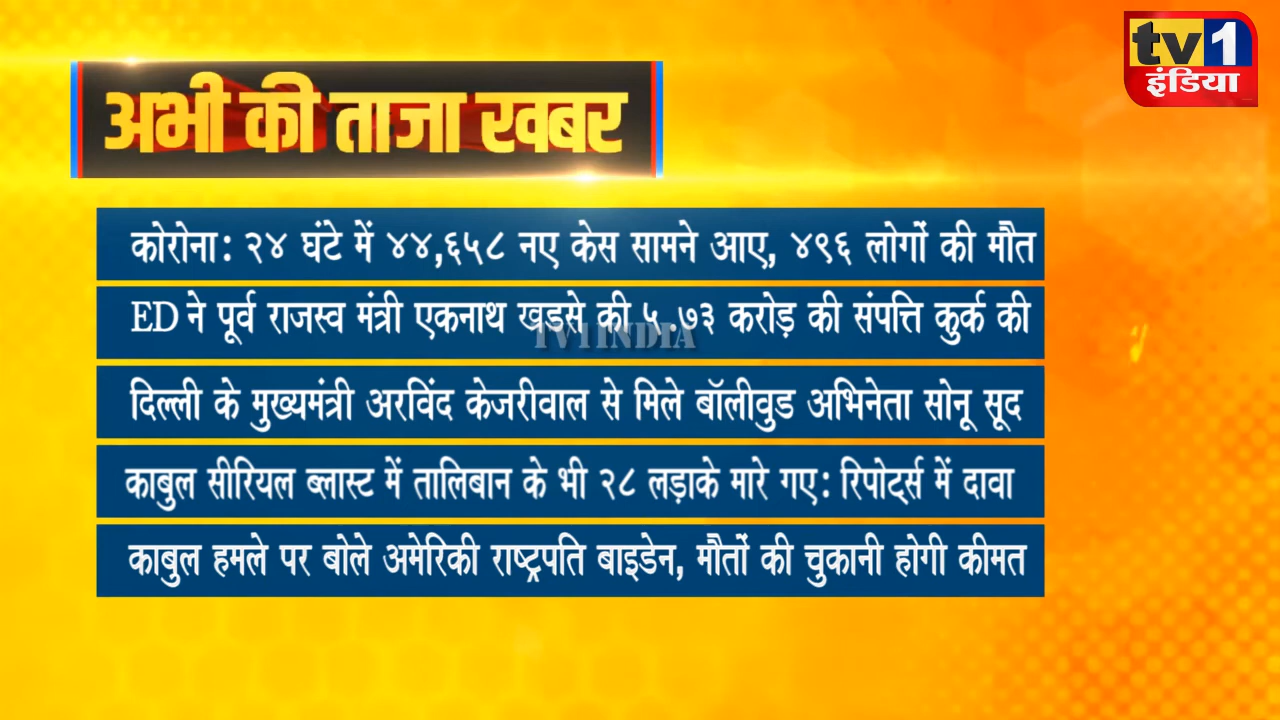 tv1
इंडिया
अभी की ताजा खबर
कोरोना: २४ घंटे में ४४,६५८ नए केस सामने आए, ४९६ लोगों की मौत
ED ने पूर्व राजस्व मंत्री एकनाथ खडसे की ५.७३ करोड़ की संपत्ति कुर्क की
TV1INDIA
दिल्ली के मुख्यमंत्री अरविंद केजरीवाल से मिले बॉलीवुड अभिनेता सोनू सूद
काबुल सीरियल ब्लास्ट में तालिबान के भी २८ लड़ाके मारे गए: रिपोर्ट्स में दावा
काबुल हमले पर बोले अमेरिकी राष्ट्रपति बाइडेन, मौतों की चुकानी होगी कीमत